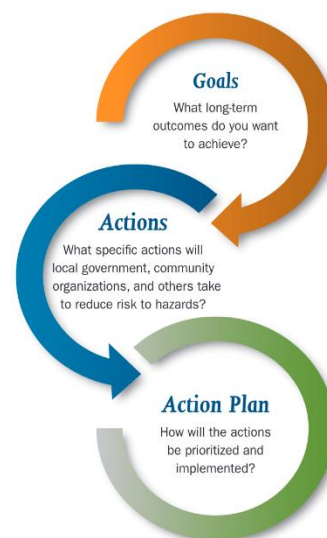 Goals
What long-term
outcomes do you want
to achieve?
Actions
What specific actions will
local government, community
organizations, and others take
to reduce risk to hazards?
Action Plan
How will the actions
be prioritized and
implemented?